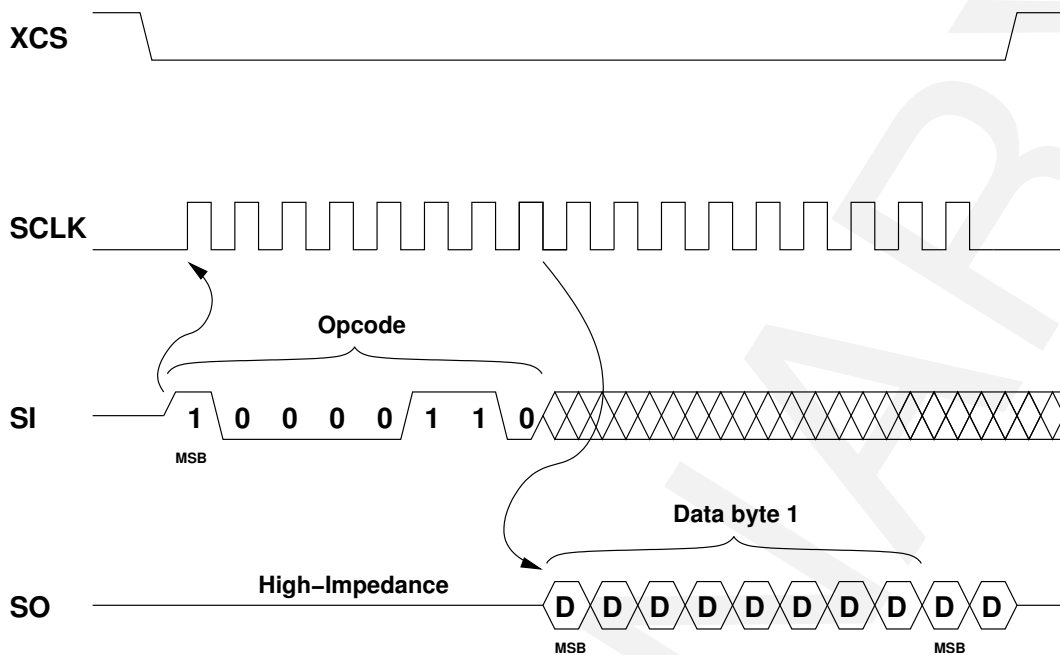 XCS
SCLK
Opcode
SI 1 0 0 0 0 1 1 0
MSB
Data byte 1
High−Impedance
SO D D D D D D D D D D
MSB MSB